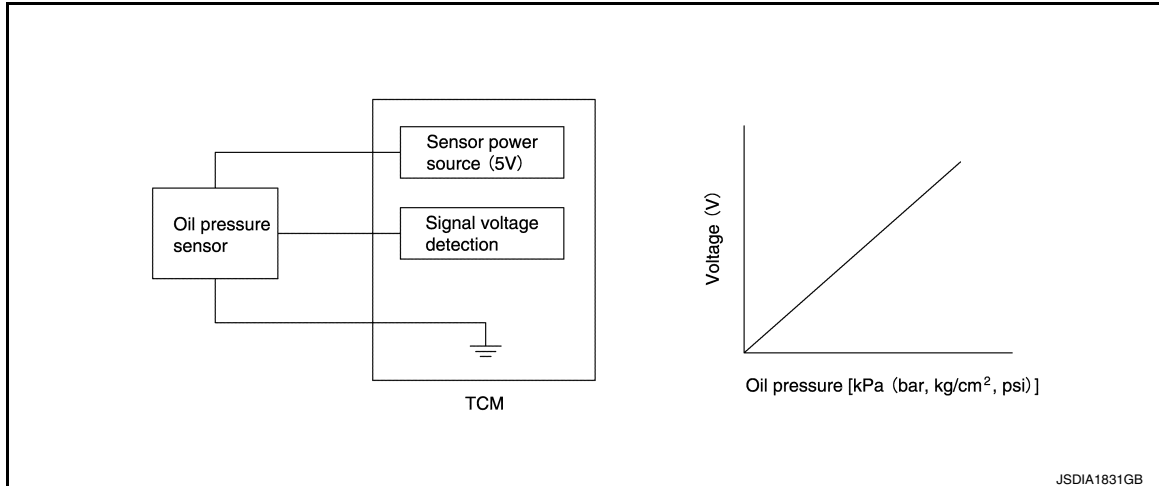 Sensor power
source (5V)
Oil pressure
sensor
Signal voltage
detection
TCM
Voltage (V)
Oil pressure [kPa (bar, kg/cm², psi)]
JSDIA1831GB